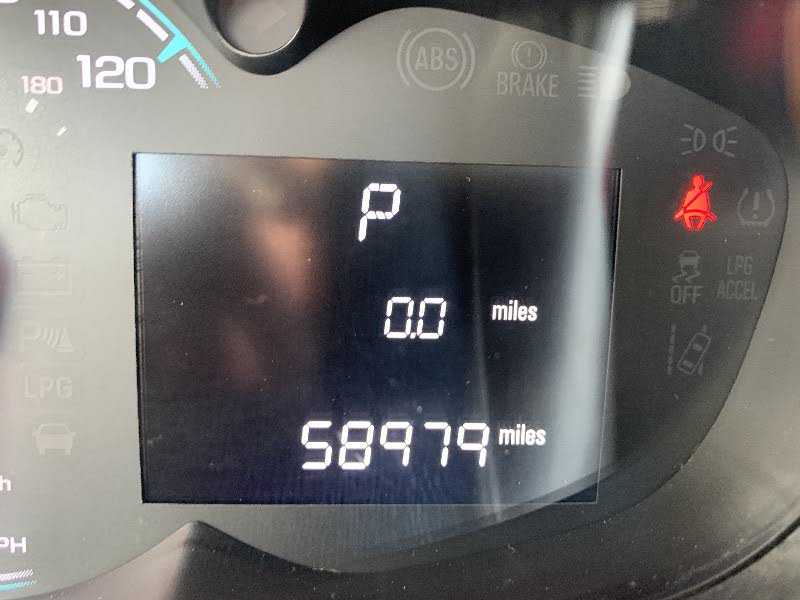 110
120
180
ABS
BRAKE
P
0.0 miles
58979 miles
OFF
LPG
ACCEL
P
LPG
h
PH